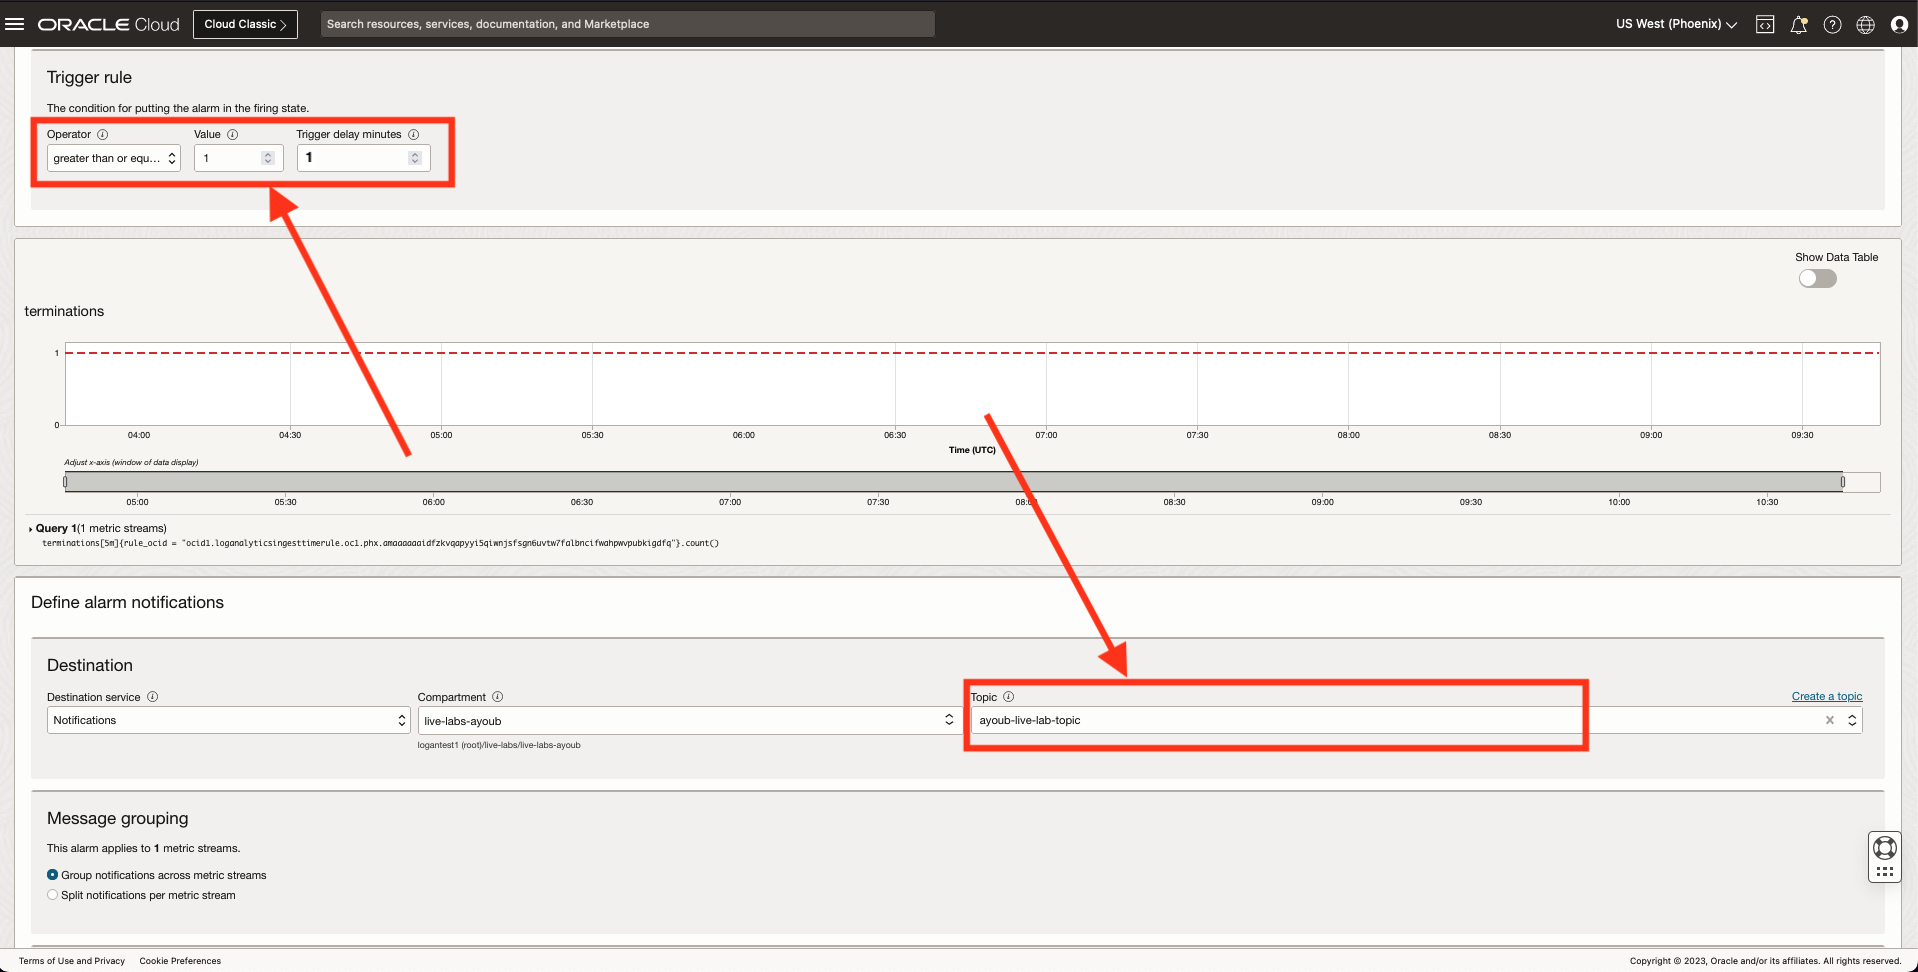 ORACLE Cloud
Cloud Classic
Search resources, services, documentation, and Marketplace
US West (Phoenix)
Trigger rule
The condition for putting the alarm in the firing state.
Operator Value Trigger delay minutes
greater than or equ... 1 1
Show Data Table
terminations
1
0
04:00 04:30 05:00 05:30 06:00 06:30 07:00 07:30 08:00 08:30 09:00 09:30
Time (UTC)
Adjust x-axis (window of data display)
05:00 05:30 06:00 06:30 07:00 07:30 08:30 09:00 09:30 10:00 10:30
Query 1(1 metric streams)
terminations[5m]{rule_ocid = "ocid1.loganalyticsingesttimerule.oc1.phx.amaaaaaaidfzkvqapyyi5qiwnjsfsgn6uvtw7falbncifwahpwvpubkigdfq"}.count()
Define alarm notifications
Destination
Destination service Compartment Topic Create a topic
Notifications live-labs-ayoub ayoub-live-lab-topic
logantest1 (root)/live-labs/live-labs-ayoub
Message grouping
This alarm applies to 1 metric streams.
Group notifications across metric streams
Split notifications per metric stream
Terms of Use and Privacy Cookie Preferences
Copyright © 2023, Oracle and/or its affiliates. All rights reserved.